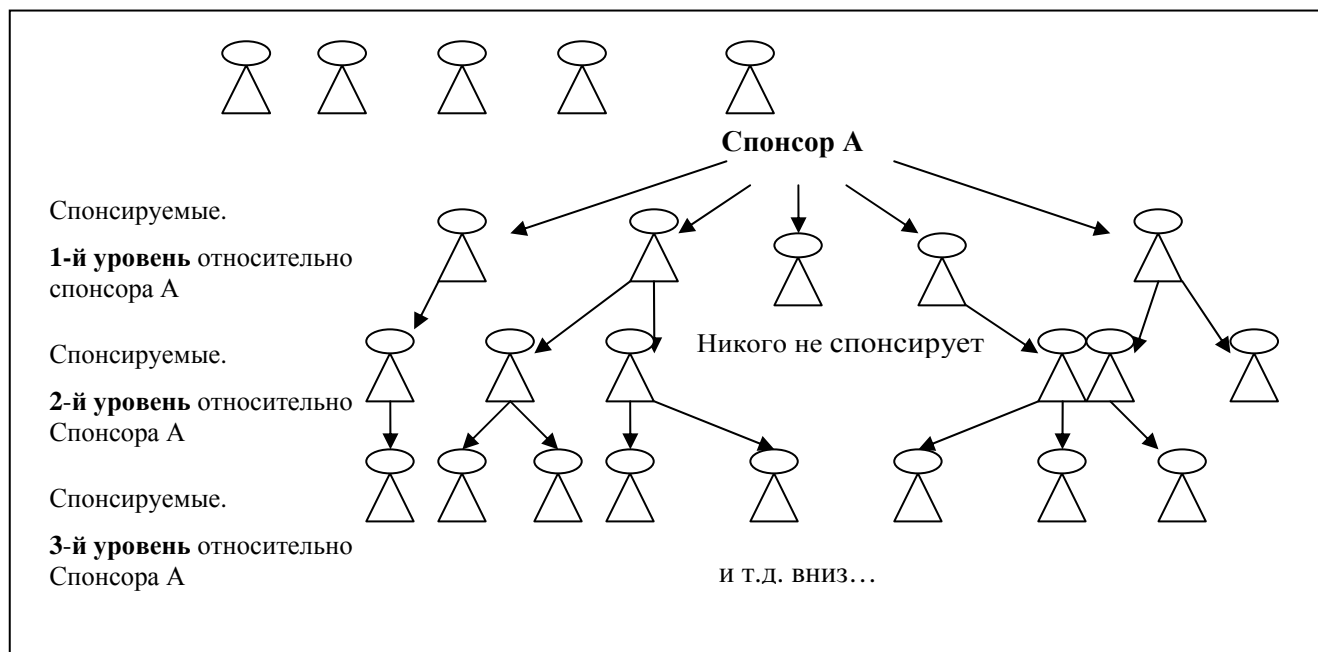 Спонсор А
Спонсируемые.
1-й уровень относительно
спонсора А
Никого не спонсирует
Спонсируемые.
2-й уровень относительно
Спонсора А
Спонсируемые.
3-й уровень относительно
Спонсора А
и т.д. вниз…